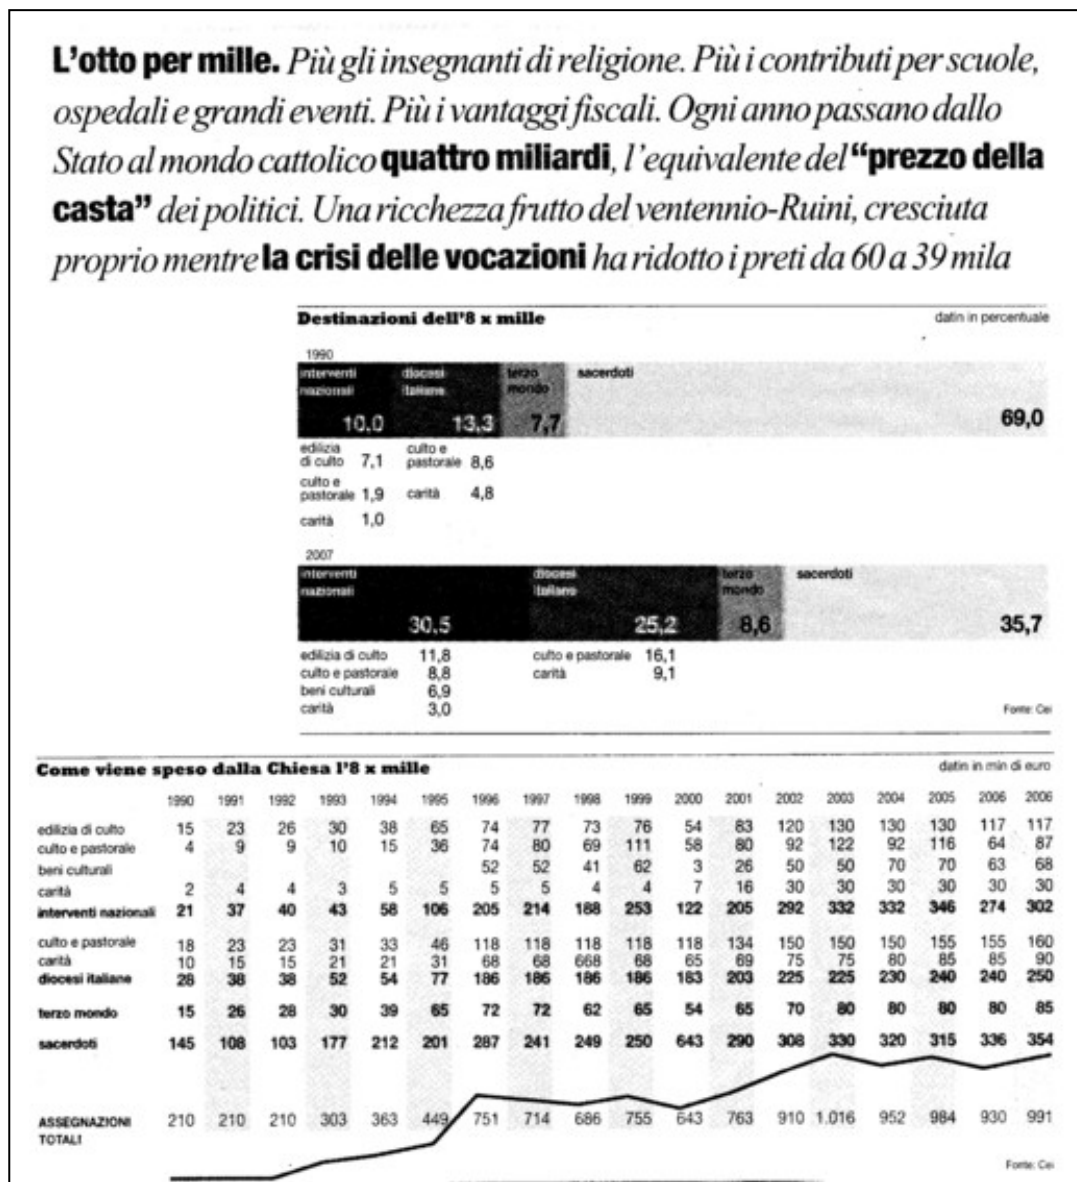 L'otto per mille. Più gli insegnanti di religione. Più i contributi per scuole,
ospedali e grandi eventi. Più i vantaggi fiscali. Ogni anno passano dallo
Stato al mondo cattolico quattro miliardi, l'equivalente del "prezzo della
casta" dei politici. Una ricchezza frutto del ventennio-Ruini, cresciuta
proprio mentre la crisi delle vocazioni ha ridotto i preti da 60 a 39 mila
Destinazioni dell'8 x mille datin in percentuale
1990
interventi nazionali 10,0 diocesi italiane 13,3 terzo mondo 7,7 sacerdoti 69,0
edilizia di culto 7,1 culto e pastorale 8,6
culto e pastorale 1,9 carità 4,8
carità 1,0
2007
interventi nazionali 30,5 diocesi italiane 25,2 terzo mondo 8,6 sacerdoti 35,7
edilizia di culto 11,8 culto e pastorale 16,1
culto e pastorale 8,8 carità 9,1
beni culturali 6,9
carità 3,0 Fonte: Cei
Come viene speso dalla Chiesa l'8 x mille datin in mln di euro
1990 1991 1992 1993 1994 1995 1996 1997 1998 1999 2000 2001 2002 2003 2004 2005 2006 2006
edilizia di culto 15 23 26 30 38 65 74 77 73 76 54 83 120 130 130 130 117 117
culto e pastorale 4 9 9 10 15 36 74 80 69 111 58 80 92 122 92 116 64 87
beni culturali 52 52 41 62 3 26 50 50 70 70 63 68
carità 2 4 4 3 5 5 5 5 4 4 7 16 30 30 30 30 30 30
interventi nazionali 21 37 40 43 58 106 205 214 188 253 122 205 292 332 332 346 274 302
culto e pastorale 18 23 23 31 33 46 118 118 118 118 118 134 150 150 150 155 155 160
carità 10 15 15 21 21 31 68 68 668 68 65 69 75 75 80 85 85 90
diocesi italiane 28 38 38 52 54 77 186 186 186 186 183 203 225 225 230 240 240 250
terzo mondo 15 26 28 30 39 65 72 72 62 65 54 65 70 80 80 80 80 85
sacerdoti 145 108 103 177 212 201 287 241 249 250 643 290 308 330 320 315 336 354
ASSEGNAZIONI TOTALI 210 210 210 303 363 449 751 714 686 755 643 763 910 1.016 952 984 930 991
Fonte: Cei